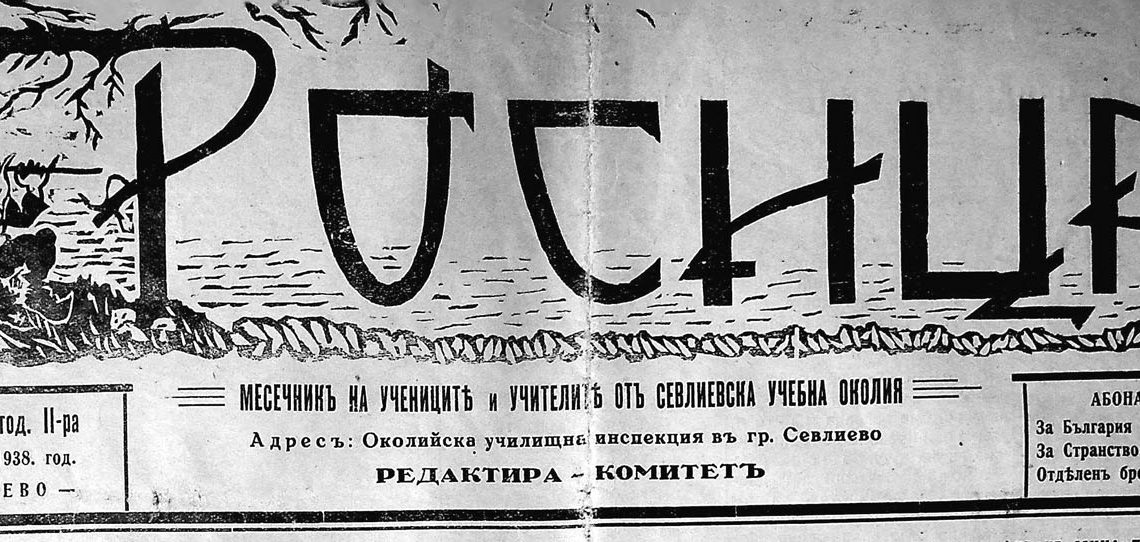 РОСИЦА
МЕСЕЧНИКЪ НА УЧЕНИЦИТѢ и УЧИТЕЛИТѢ ОТЪ СЕВЛИЕВСКА УЧЕБНА ОКОЛИЯ
Адресъ: Околийска училищна инспекция въ гр. Севлиево
РЕДАКТИРА - КОМИТЕТЪ
год. II-ра
938. год.
ЕВО —
АБОНА
За България
За Странство
Отдѣленъ бро